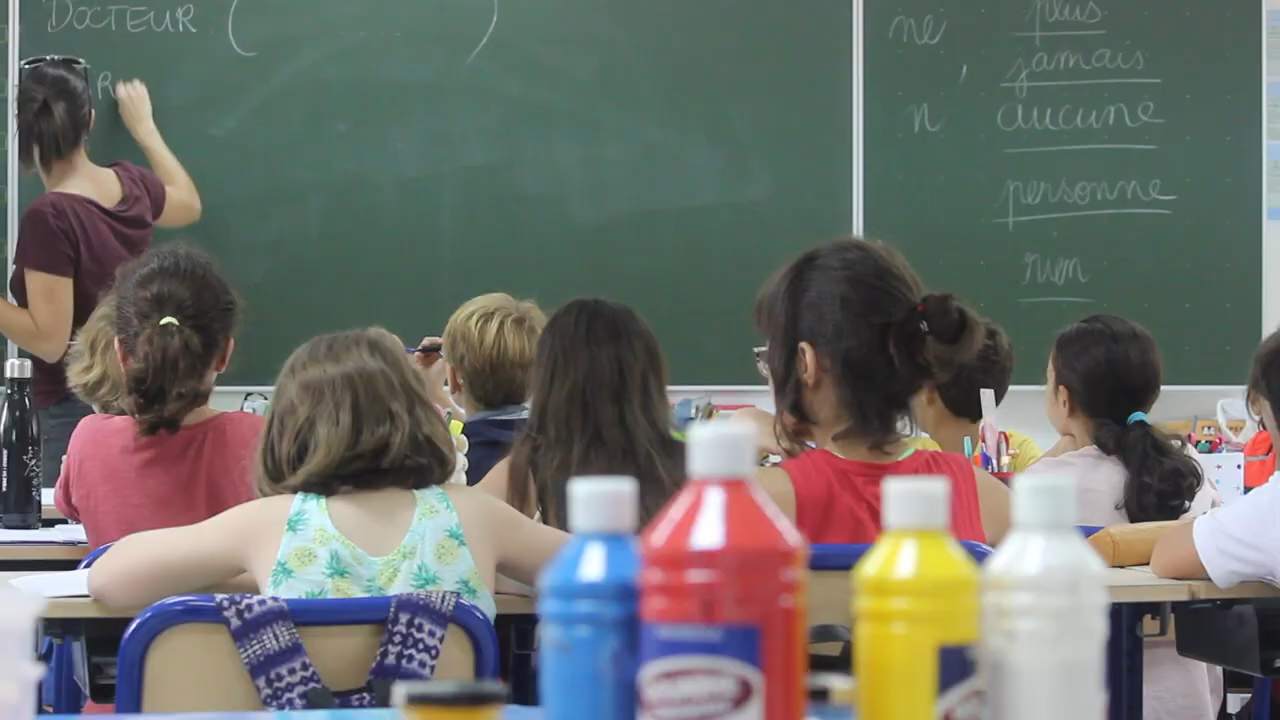 DOCTEUR ( )
R
ne plus
jamais
n' aucune
personne
rien